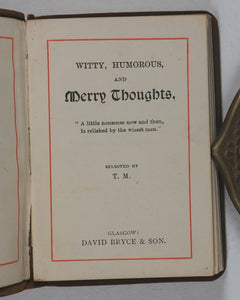 WITTY, HUMOROUS,
AND
Merry Thoughts,
"A little nonsense now and then,
Is relished by the wisest men."
SELECTED BY
T. M.
GLASGOW:
DAVID BRYCE & SON.